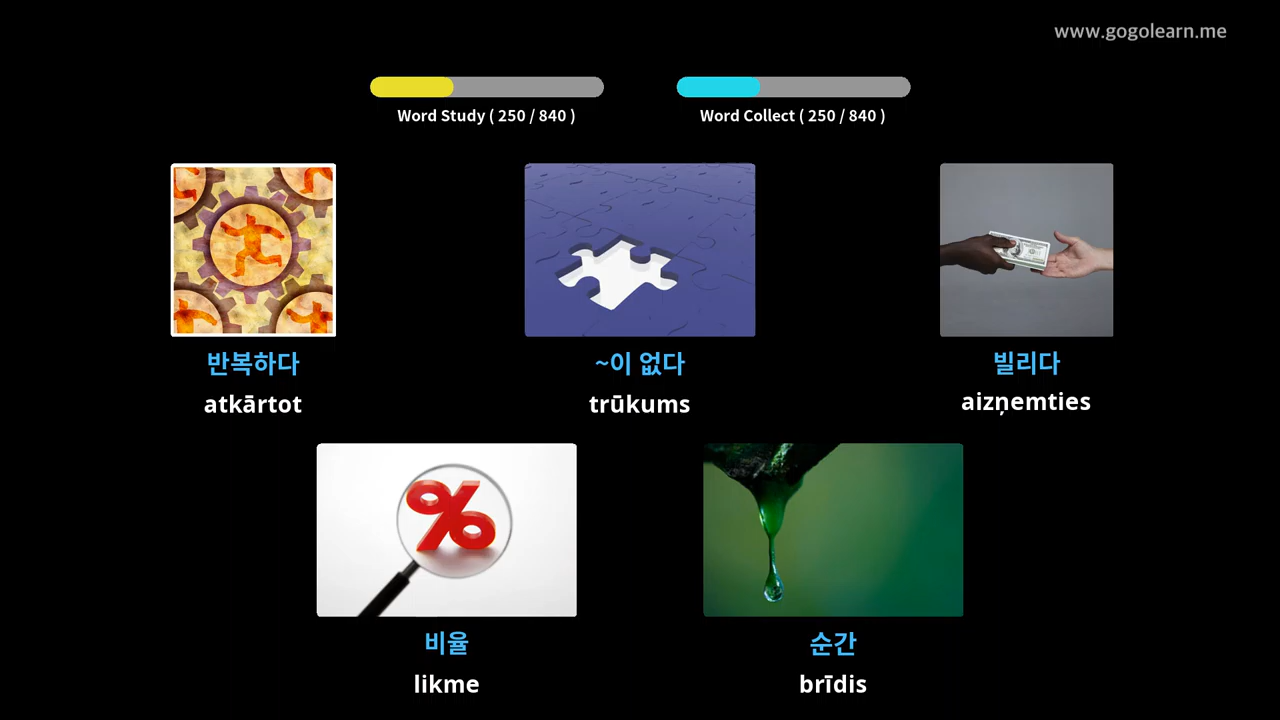 www.gogolearn.me
Word Study ( 250 / 840 )
Word Collect ( 250 / 840 )
반복하다
atkārtot
~이 없다
trūkums
빌리다
aizņemties
비율
likme
순간
brīdis